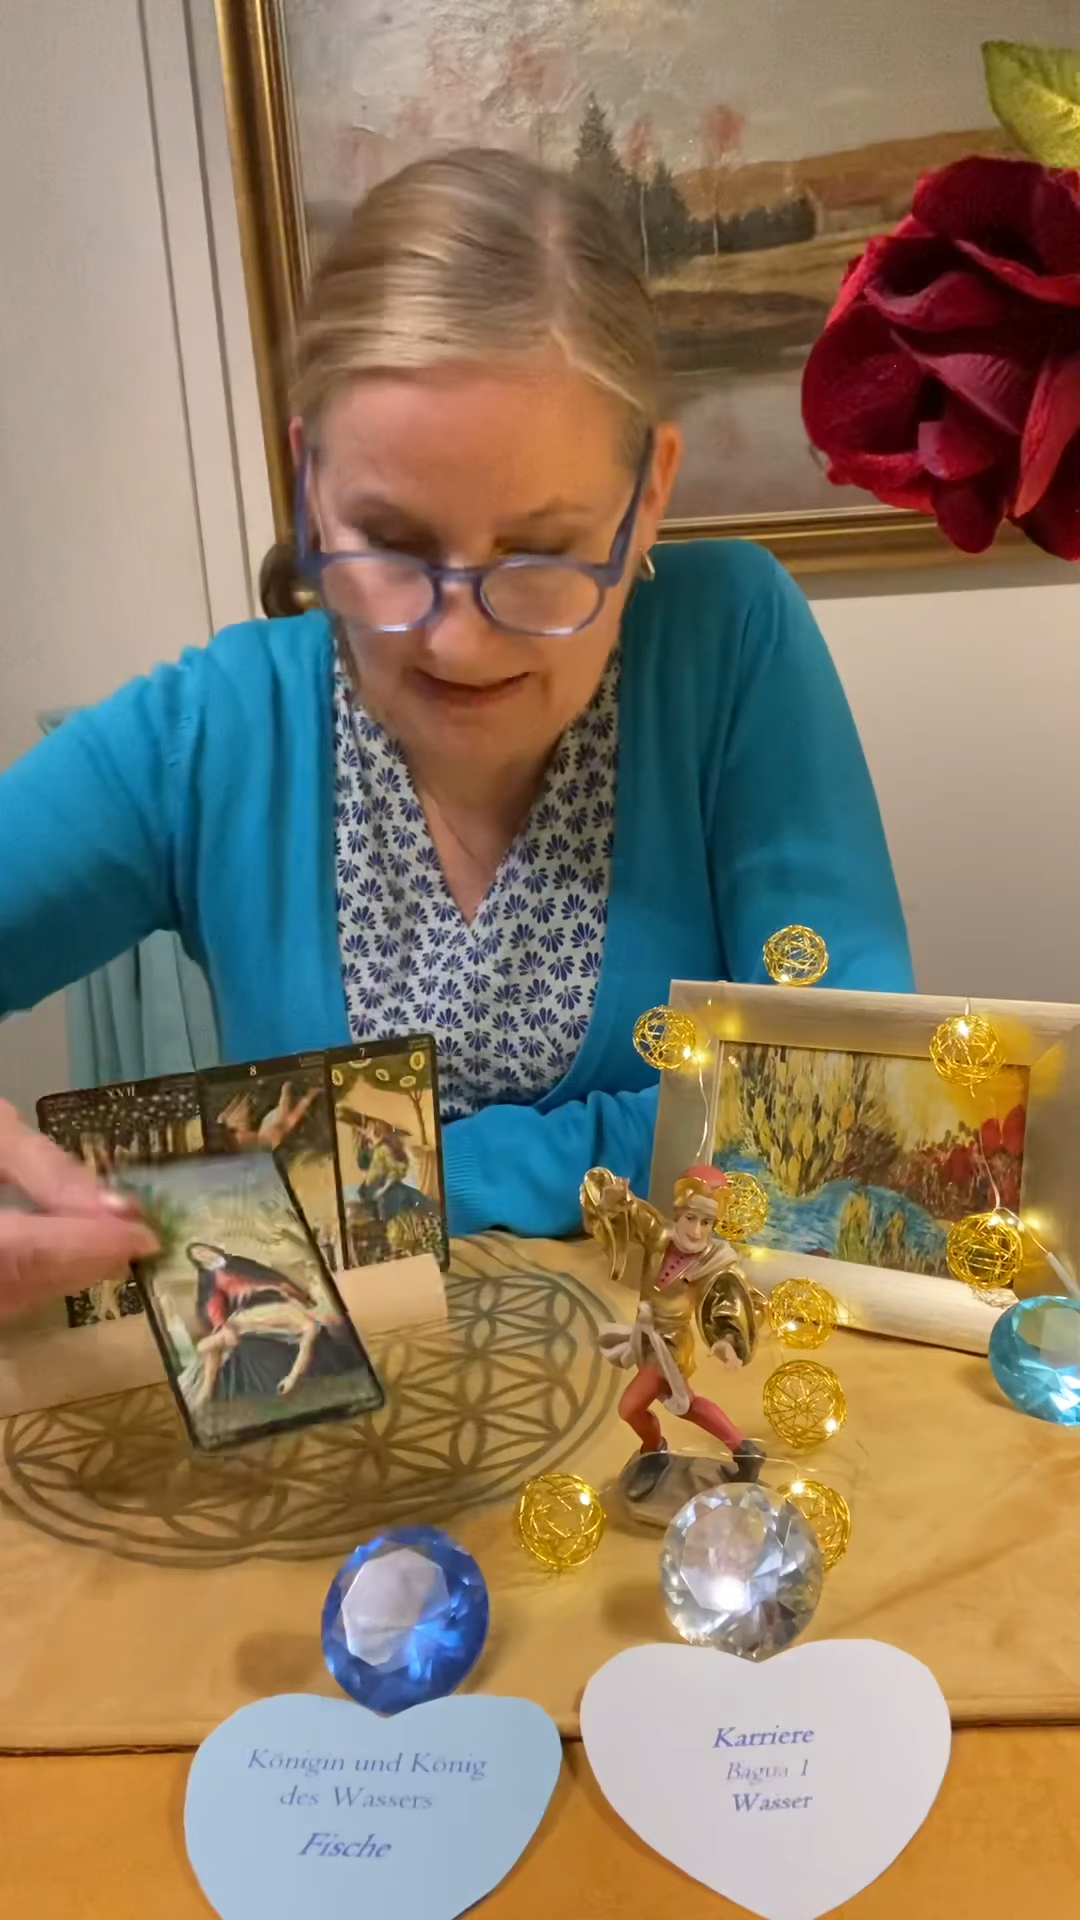 XVII
8
7
Königin und König
des Wassers
Fische
Karriere
Bagua 1
Wasser